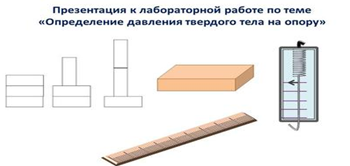 Презентация к лабораторной работе по теме
«Определение давления твердого тела на опору»